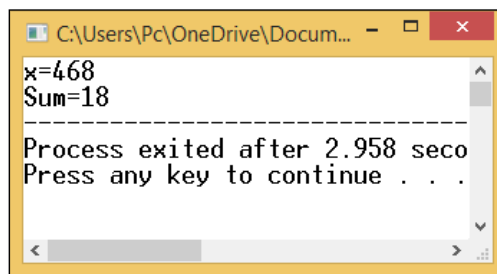 C:\Users\Pc\OneDrive\Docum...
x=468
Sum=18
--------------------------------
Process exited after 2.958 seco
Press any key to continue . . .